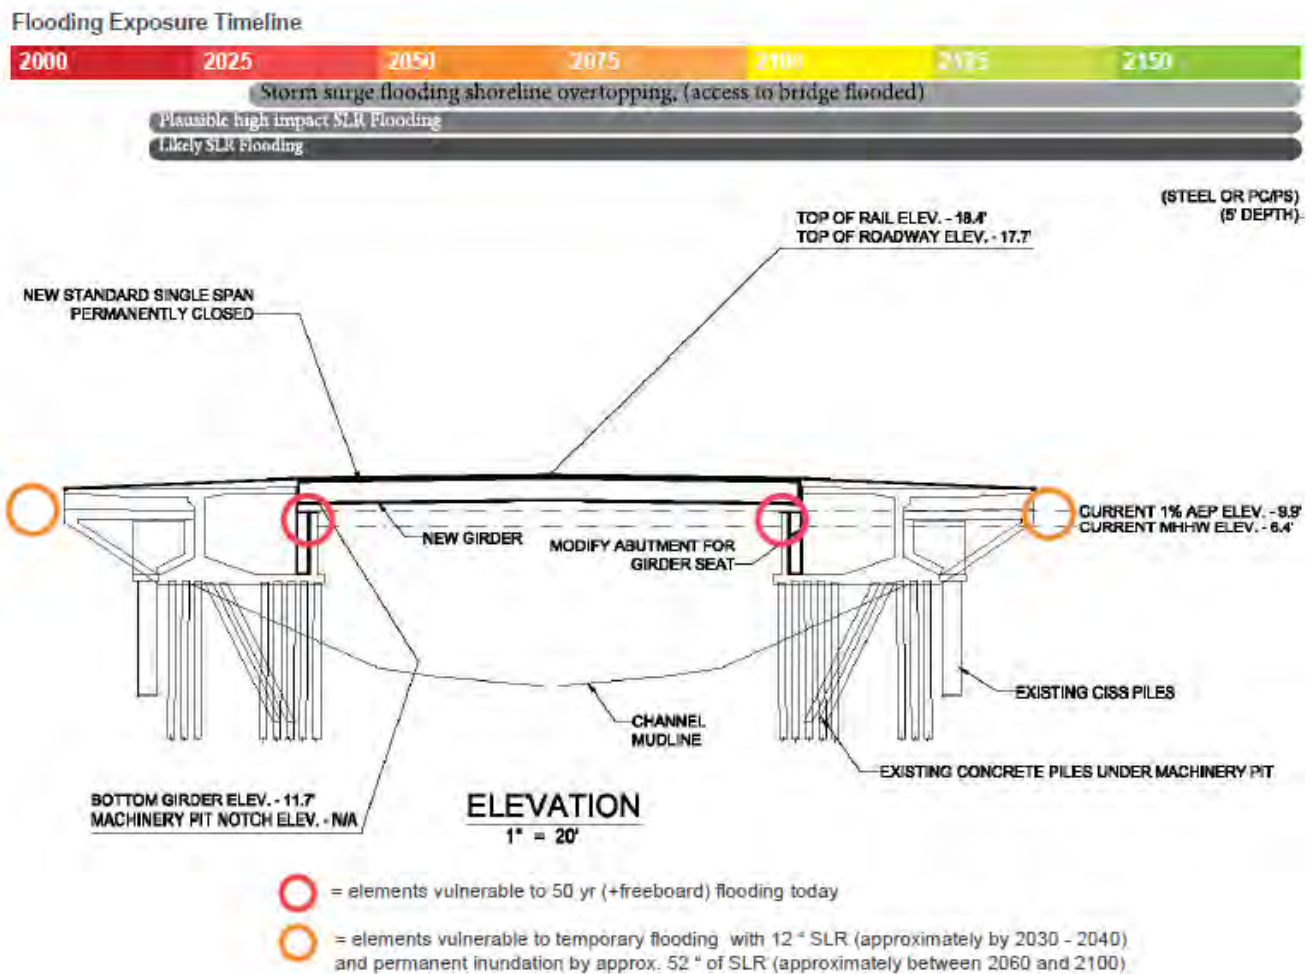 Flooding Exposure Timeline
2000 2025 2050 2075 2100 2125 2150
Storm surge flooding shoreline overtopping, (access to bridge flooded)
Plausible high impact SLR Flooding
Likely SLR Flooding
(STEEL OR PC/PS)
(5' DEPTH)
TOP OF RAIL ELEV. - 18.4'
TOP OF ROADWAY ELEV. - 17.7'
NEW STANDARD SINGLE SPAN
PERMANENTLY CLOSED
CURRENT 1% AEP ELEV. - 9.9'
CURRENT MHHW ELEV. - 6.4'
NEW GIRDER
MODIFY ABUTMENT FOR
GIRDER SEAT
EXISTING CISS PILES
CHANNEL
MUDLINE
EXISTING CONCRETE PILES UNDER MACHINERY PIT
BOTTOM GIRDER ELEV. - 11.7'
MACHINERY PIT NOTCH ELEV. - N/A
ELEVATION
1" = 20'
= elements vulnerable to 50 yr (+freeboard) flooding today
= elements vulnerable to temporary flooding with 12 " SLR (approximately by 2030 - 2040)
and permanent inundation by approx. 52 " of SLR (approximately between 2060 and 2100)